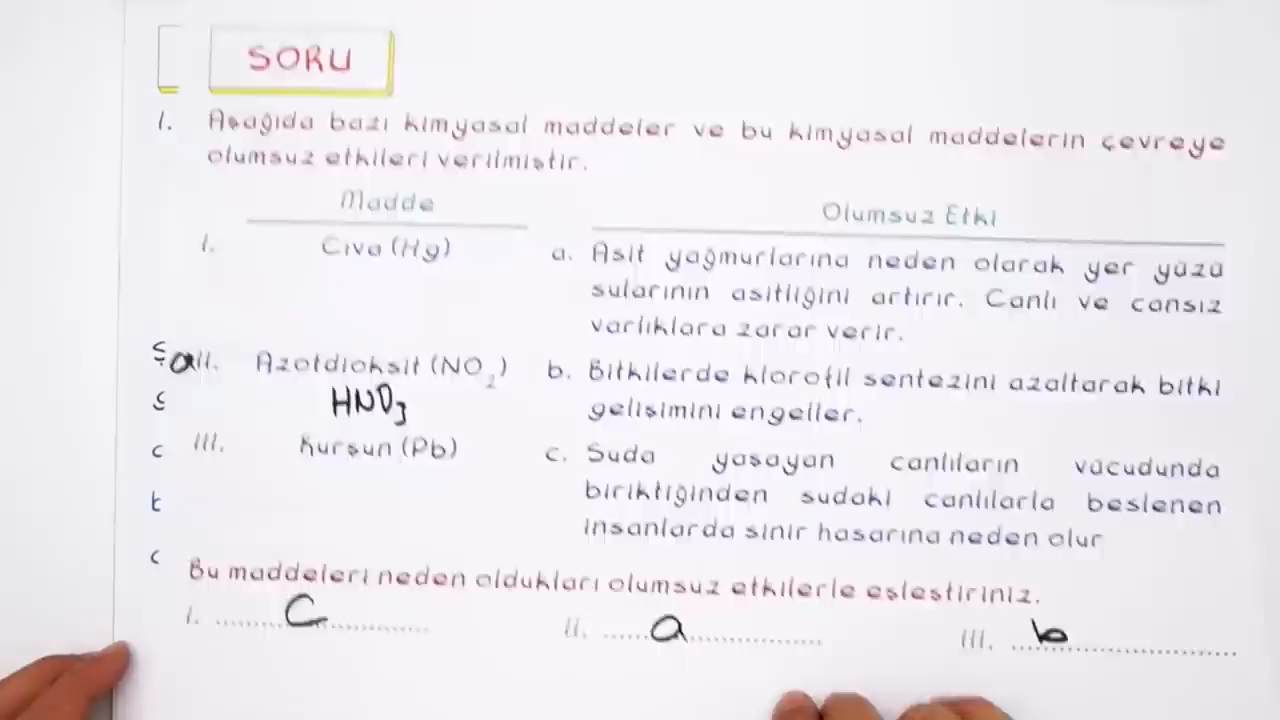 SORU
1. Aşağıda bazı kimyasal maddeler ve bu kimyasal maddelerin çevreye
olumsuz etkileri verilmiştir.
Madde
Olumsuz Etki
I. Cıva (Hg)
a. Asit yağmurlarına neden olarak yer yüzü
sularının asitliğini artırır. Canlı ve cansız
varlıklara zarar verir.
a II. Azotdioksit (NO2)
HNO3
b. Bitkilerde klorofil sentezini azaltarak bitki
gelişimini engeller.
III. Kurşun (Pb)
c. Suda yaşayan canlıların vücudunda
biriktiğinden sudaki canlılarla beslenen
insanlarda sinir hasarına neden olur
Bu maddeleri neden oldukları olumsuz etkilerle eşleştiriniz.
I. ........ C ................ II. ...... a ................ III. .... b ....................